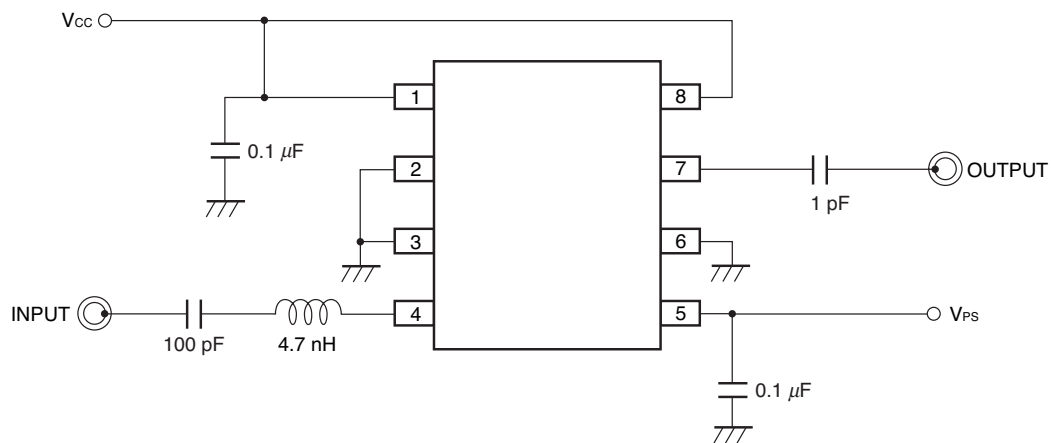 VCC
1
8
0.1 μF
2
7
OUTPUT
1 pF
3
6
INPUT
4
5
VPS
100 pF
4.7 nH
0.1 μF